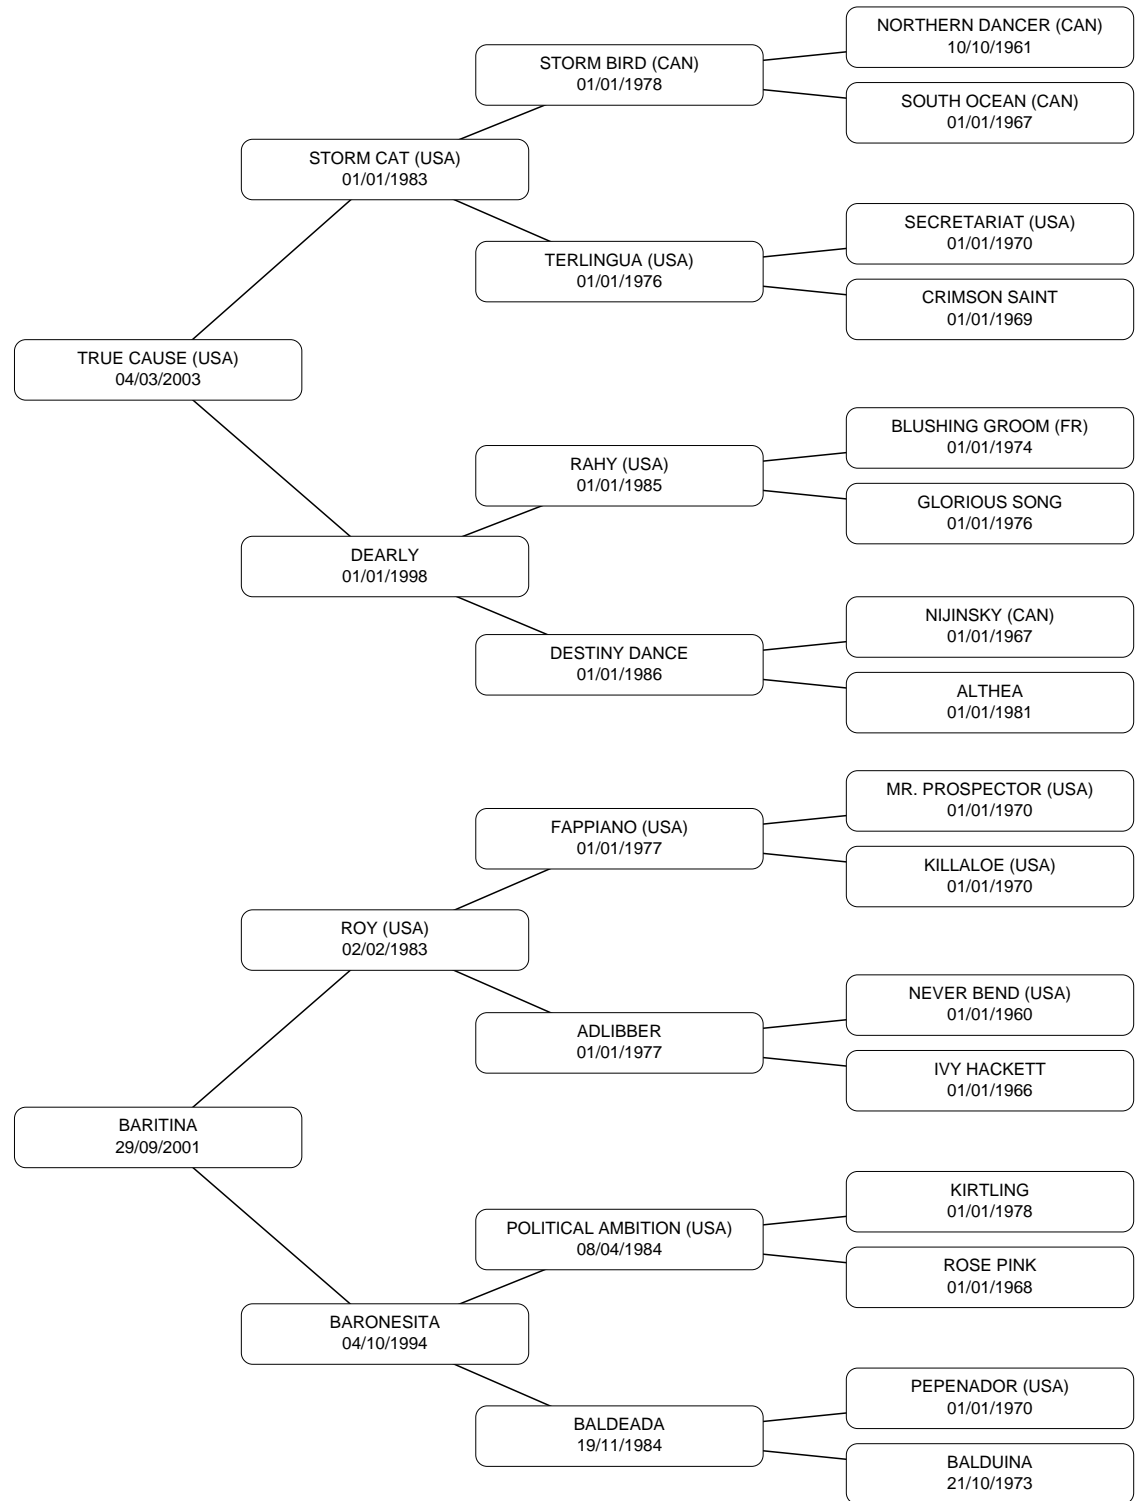 NORTHERN DANCER (CAN)
10/10/1961
STORM BIRD (CAN)
01/01/1978
SOUTH OCEAN (CAN)
01/01/1967
STORM CAT (USA)
01/01/1983
SECRETARIAT (USA)
01/01/1970
TERLINGUA (USA)
01/01/1976
CRIMSON SAINT
01/01/1969
TRUE CAUSE (USA)
04/03/2003
BLUSHING GROOM (FR)
01/01/1974
RAHY (USA)
01/01/1985
GLORIOUS SONG
01/01/1976
DEARLY
01/01/1998
NIJINSKY (CAN)
01/01/1967
DESTINY DANCE
01/01/1986
ALTHEA
01/01/1981
MR. PROSPECTOR (USA)
01/01/1970
FAPPIANO (USA)
01/01/1977
KILLALOE (USA)
01/01/1970
ROY (USA)
02/02/1983
NEVER BEND (USA)
01/01/1960
ADLIBBER
01/01/1977
IVY HACKETT
01/01/1966
BARITINA
29/09/2001
KIRTLING
01/01/1978
POLITICAL AMBITION (USA)
08/04/1984
ROSE PINK
01/01/1968
BARONESITA
04/10/1994
PEPENADOR (USA)
01/01/1970
BALDEADA
19/11/1984
BALDUINA
21/10/1973